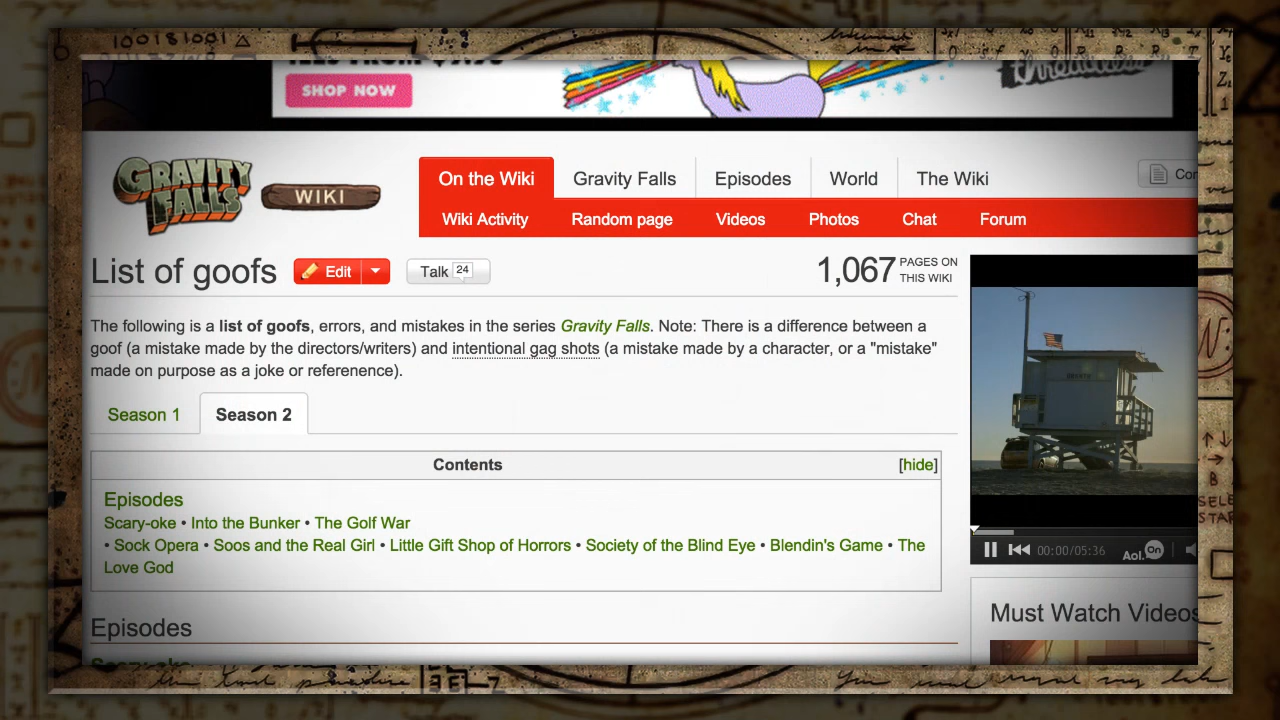 100181001
SHOP NOW
threadless
GRAVITY FALLS
WIKI
On the Wiki
Gravity Falls
Episodes
World
The Wiki
Wiki Activity
Random page
Videos
Photos
Chat
Forum
List of goofs
Edit
Talk 24
1,067 PAGES ON
THIS WIKI
The following is a list of goofs, errors, and mistakes in the series Gravity Falls. Note: There is a difference between a
goof (a mistake made by the directors/writers) and intentional gag shots (a mistake made by a character, or a "mistake"
made on purpose as a joke or referenence).
Season 1
Season 2
Contents
[hide]
Episodes
Scary-oke • Into the Bunker • The Golf War
• Sock Opera • Soos and the Real Girl • Little Gift Shop of Horrors • Society of the Blind Eye • Blendin's Game • The
Love God
00:00/05:36
Aol. On
Episodes
Must Watch Videos
Scary-oke